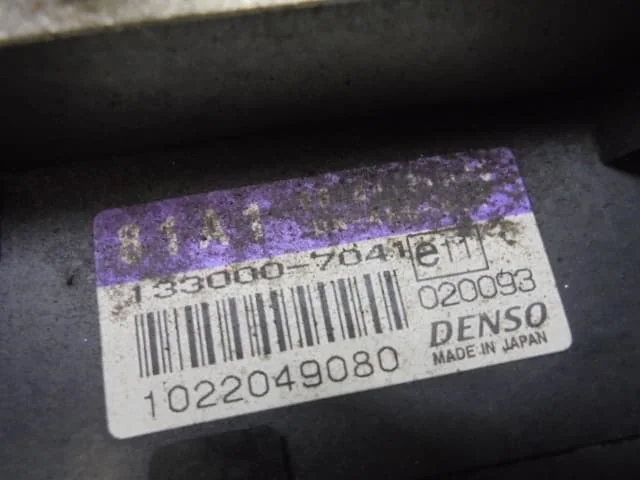 81A1
133000-7041
e11
020093
DENSO
MADE IN JAPAN
1022049080